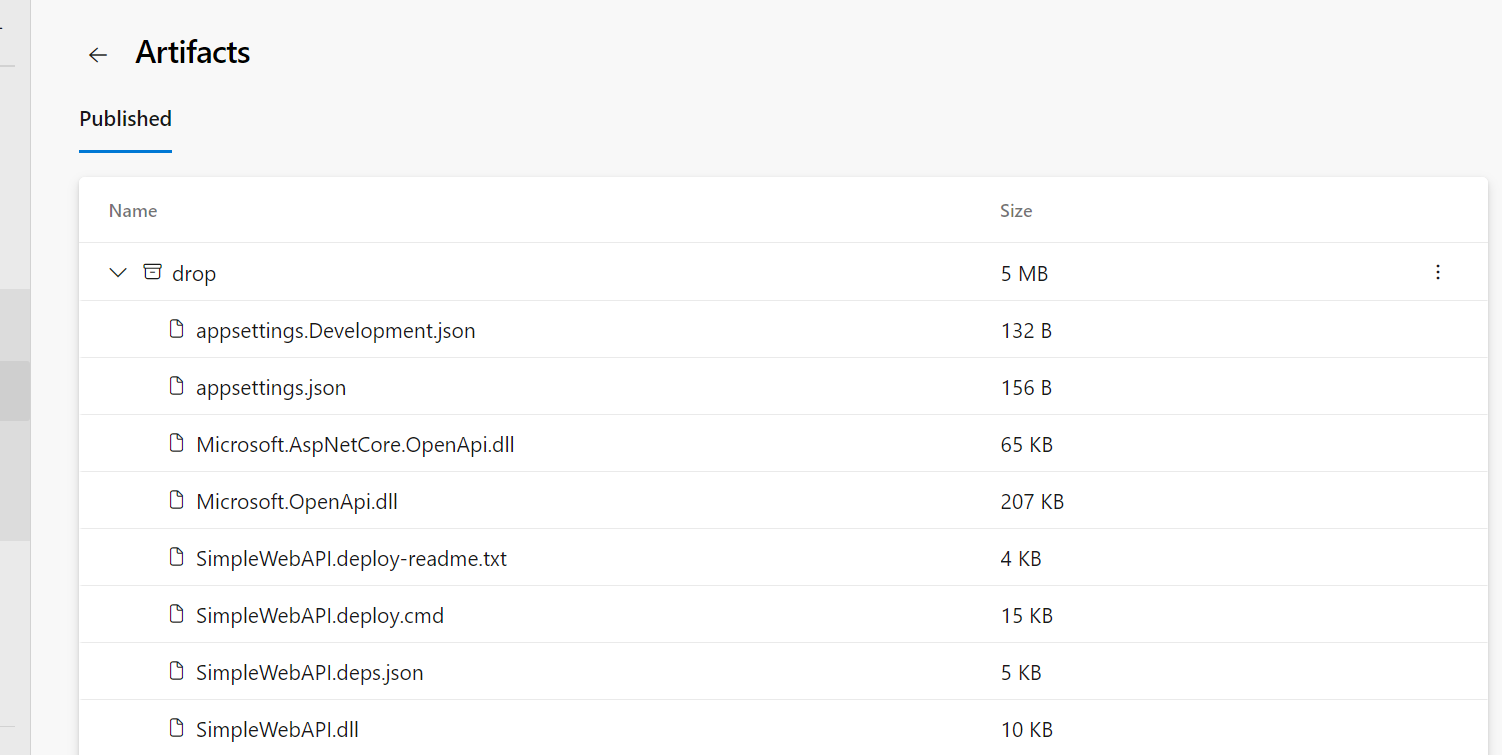 Artifacts
Published
Name Size
drop 5 MB
appsettings.Development.json 132 B
appsettings.json 156 B
Microsoft.AspNetCore.OpenApi.dll 65 KB
Microsoft.OpenApi.dll 207 KB
SimpleWebAPI.deploy-readme.txt 4 KB
SimpleWebAPI.deploy.cmd 15 KB
SimpleWebAPI.deps.json 5 KB
SimpleWebAPI.dll 10 KB